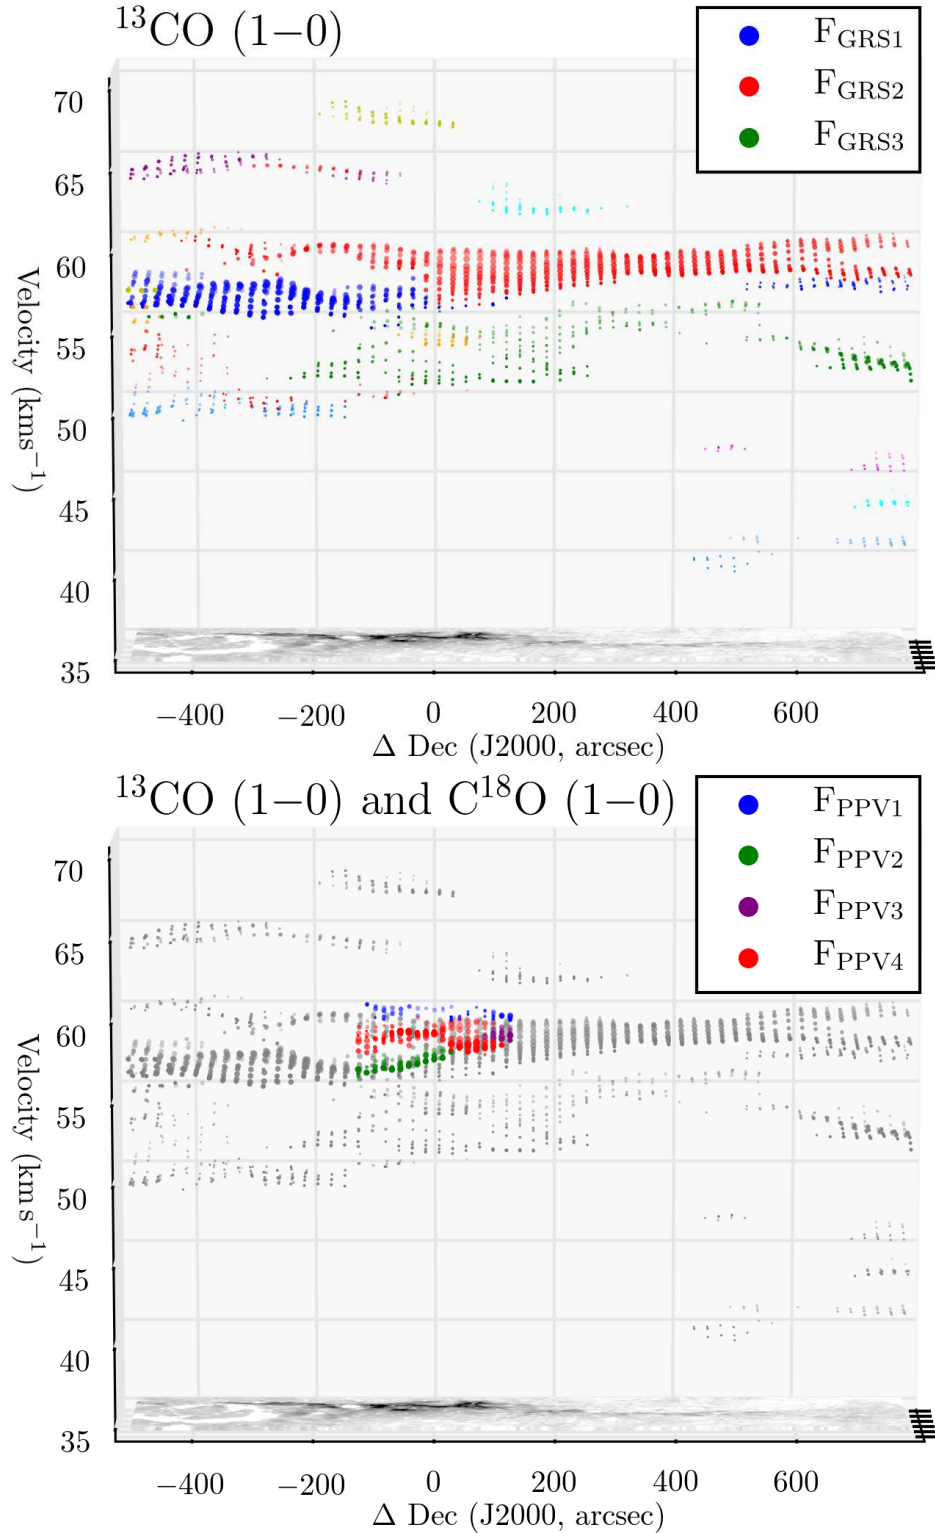 ¹³CO (1−0)
F_GRS1
F_GRS2
F_GRS3
70
65
60
55
50
45
40
35
Velocity (kms⁻¹)
−400 −200 0 200 400 600
Δ Dec (J2000, arcsec)
¹³CO (1−0) and C¹⁸O (1−0)
F_PPV1
F_PPV2
F_PPV3
F_PPV4
70
65
60
55
50
45
40
35
Velocity (kms⁻¹)
−400 −200 0 200 400 600
Δ Dec (J2000, arcsec)